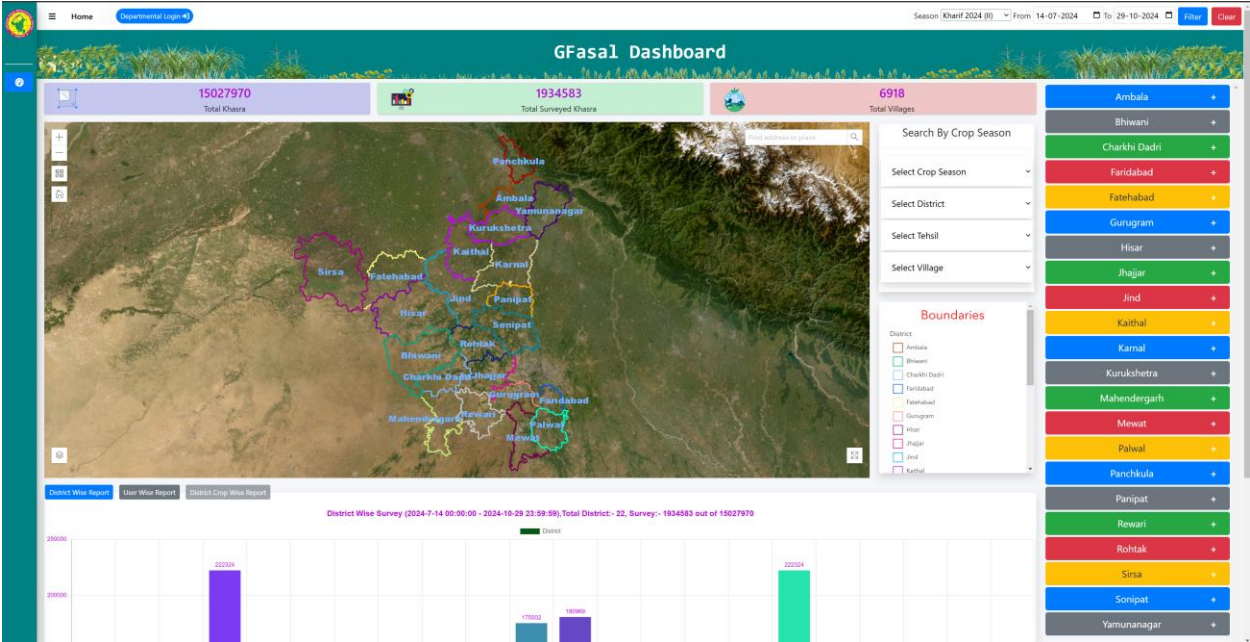 Home
Departmental Login
Season Kharif 2024 (II) From 14-07-2024 To 29-10-2024 Filter Clear
GFasal Dashboard
15027970
Total Khasra
1934583
Total Surveyed Khasra
6918
Total Villages
Find address or place
Panchkula
Ambala
Yamunanagar
Kurukshetra
Kaithal
Karnal
Sirsa
Fatehabad
Jind
Panipat
Hisar
Sonipat
Rohtak
Bhiwani
Charkhi Dadri
Jhajjar
Gurugram
Faridabad
Mahendergarh
Rewari
Palwal
Mewat
Search By Crop Season
Select Crop Season
Select District
Select Tehsil
Select Village
Boundaries
District
Ambala
Bhiwani
Charkhi Dadri
Faridabad
Fatehabad
Gurugram
Hisar
Jhajjar
Jind
Kaithal
Ambala +
Bhiwani +
Charkhi Dadri +
Faridabad +
Fatehabad +
Gurugram +
Hisar +
Jhajjar +
Jind +
Kaithal +
Karnal +
Kurukshetra +
Mahendergarh +
Mewat +
Palwal +
Panchkula +
Panipat +
Rewari +
Rohtak +
Sirsa +
Sonipat +
Yamunanagar +
District Wise Report User Wise Report District Crop Wise Report
District Wise Survey (2024-7-14 00:00:00 - 2024-10-29 23:59:59),Total District:- 22, Survey:- 1934583 out of 15027970
District
250000
200000
222324
222324